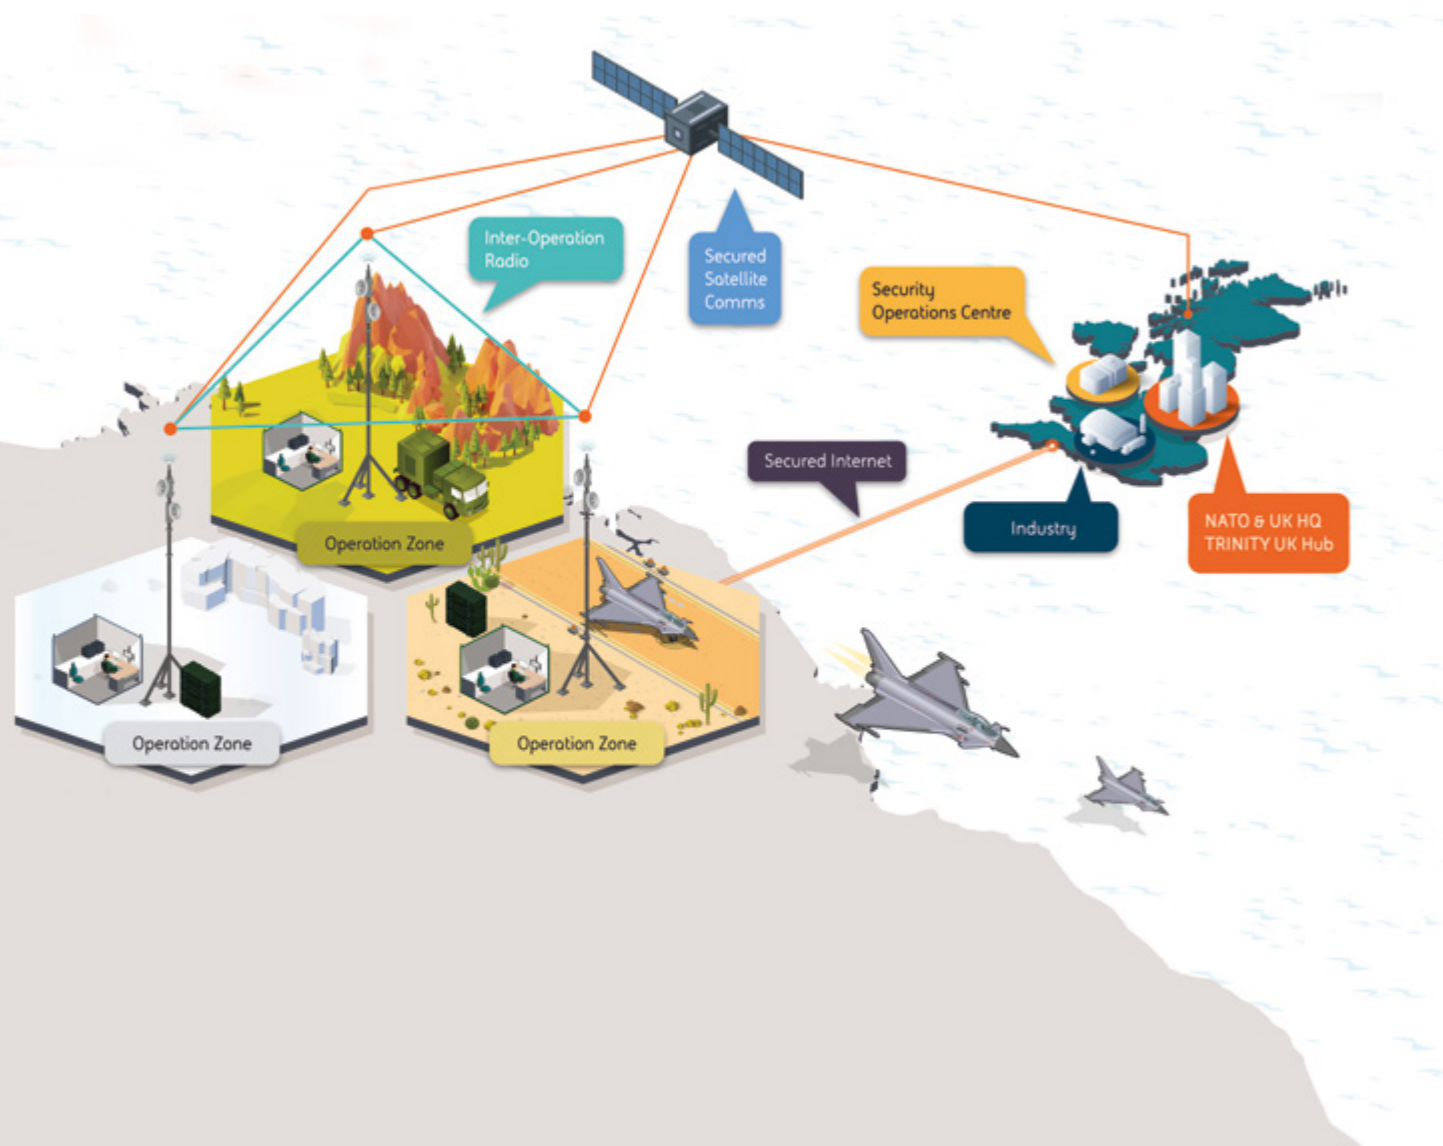 Inter-Operation
Radio
Secured
Satellite
Comms
Security
Operations Centre
Secured Internet
Industry
NATO & UK HQ
TRINITY UK Hub
Operation Zone
Operation Zone
Operation Zone